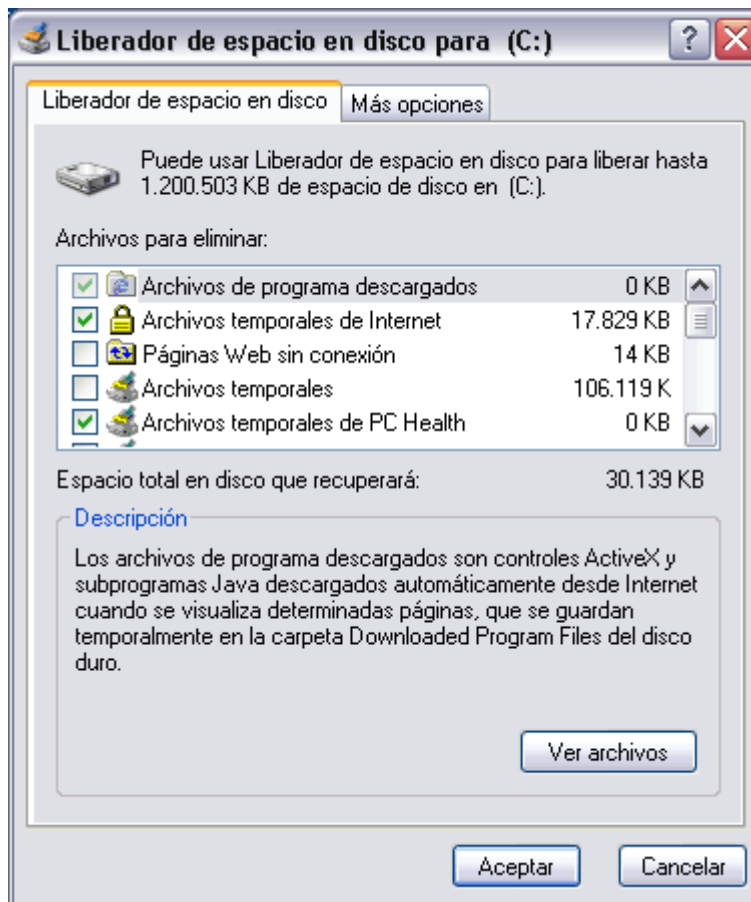 Liberador de espacio en disco para (C:)
Liberador de espacio en disco
Más opciones
Puede usar Liberador de espacio en disco para liberar hasta
1.200.503 KB de espacio de disco en (C:).
Archivos para eliminar:
Archivos de programa descargados 0 KB
Archivos temporales de Internet 17.829 KB
Páginas Web sin conexión 14 KB
Archivos temporales 106.119 K
Archivos temporales de PC Health 0 KB
Espacio total en disco que recuperará: 30.139 KB
Descripción
Los archivos de programa descargados son controles ActiveX y
subprogramas Java descargados automáticamente desde Internet
cuando se visualiza determinadas páginas, que se guardan
temporalmente en la carpeta Downloaded Program Files del disco
duro.
Ver archivos
Aceptar
Cancelar